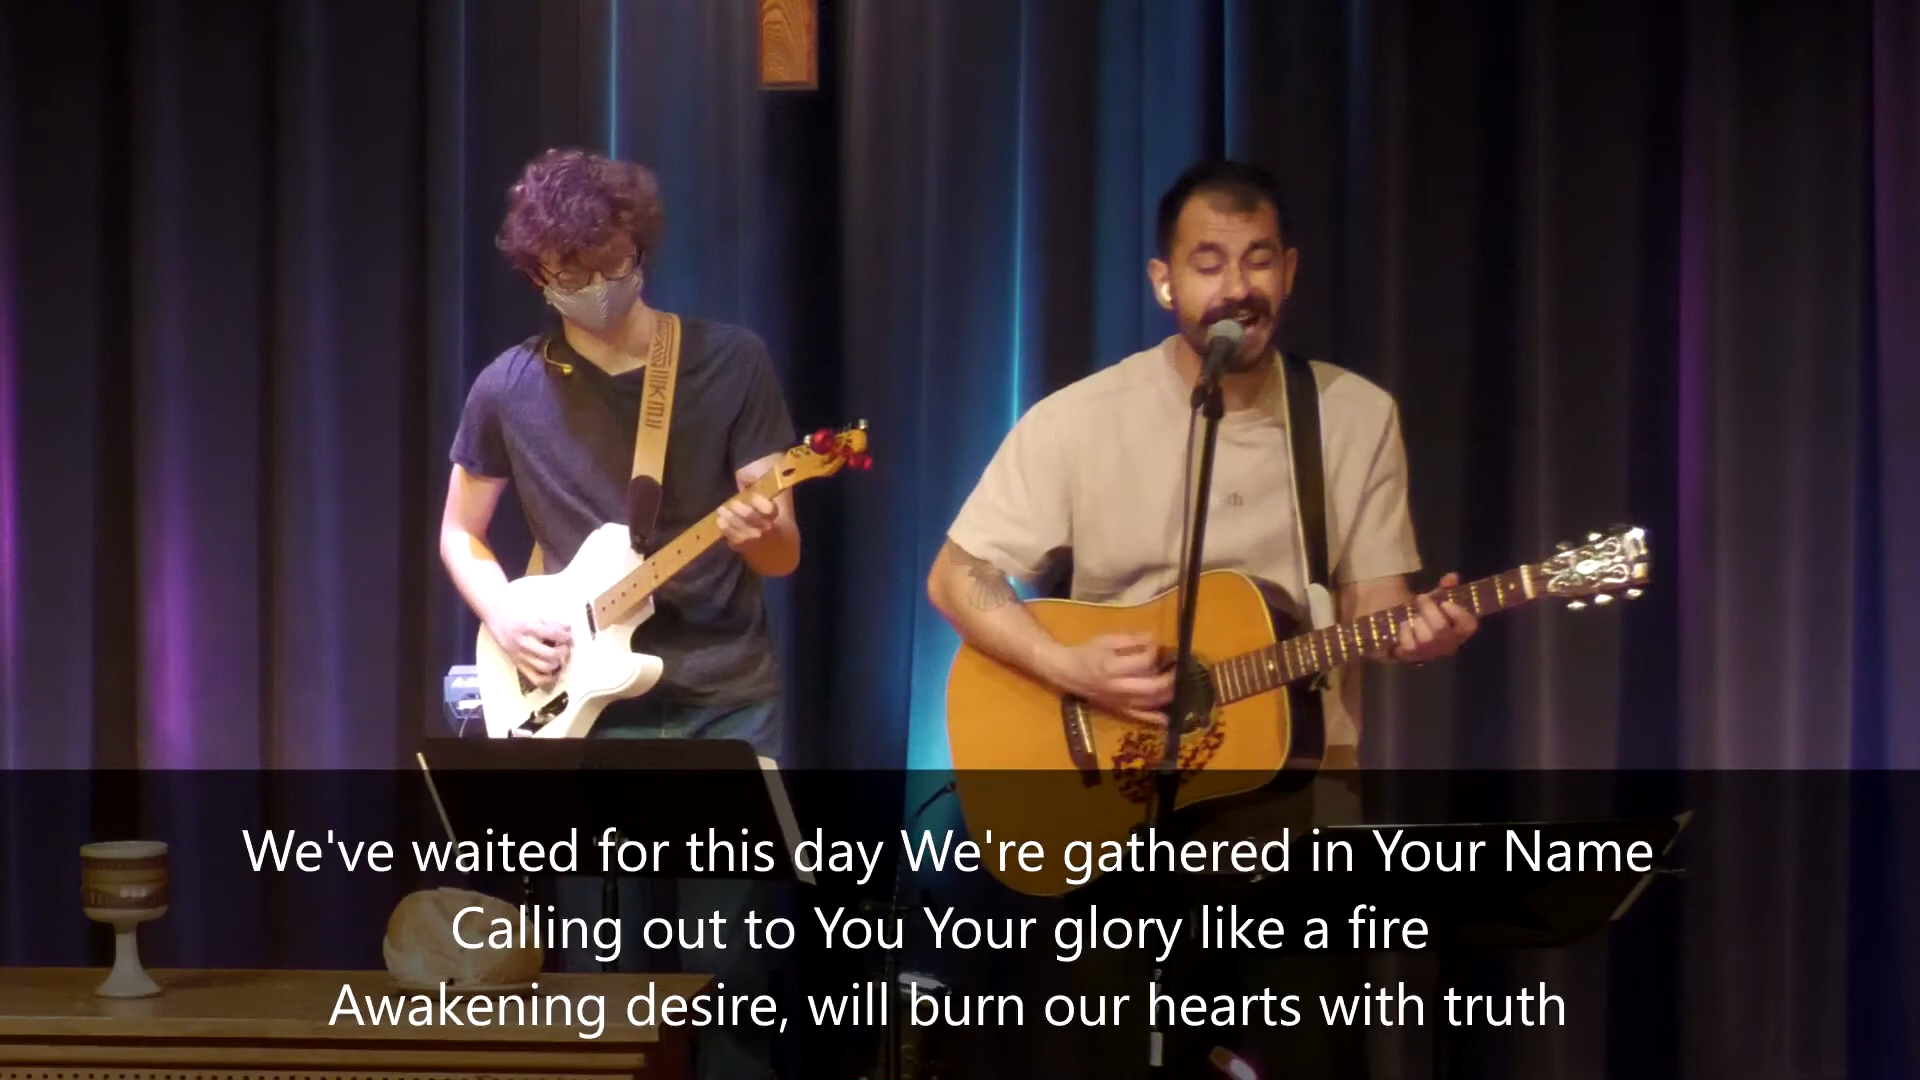 We've waited for this day We're gathered in Your Name
Calling out to You Your glory like a fire
Awakening desire, will burn our hearts with truth